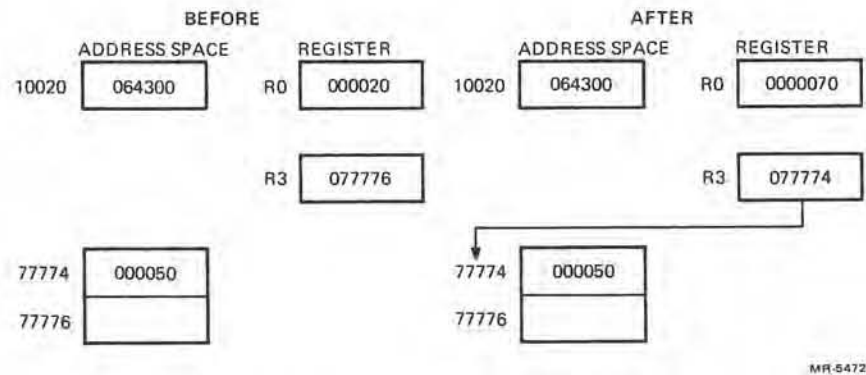 BEFORE AFTER
ADDRESS SPACE REGISTER ADDRESS SPACE REGISTER
10020 064300 R0 000020 10020 064300 R0 0000070
R3 077776 R3 077774
77774 000050 77774 000050
77776 77776
MR-5472